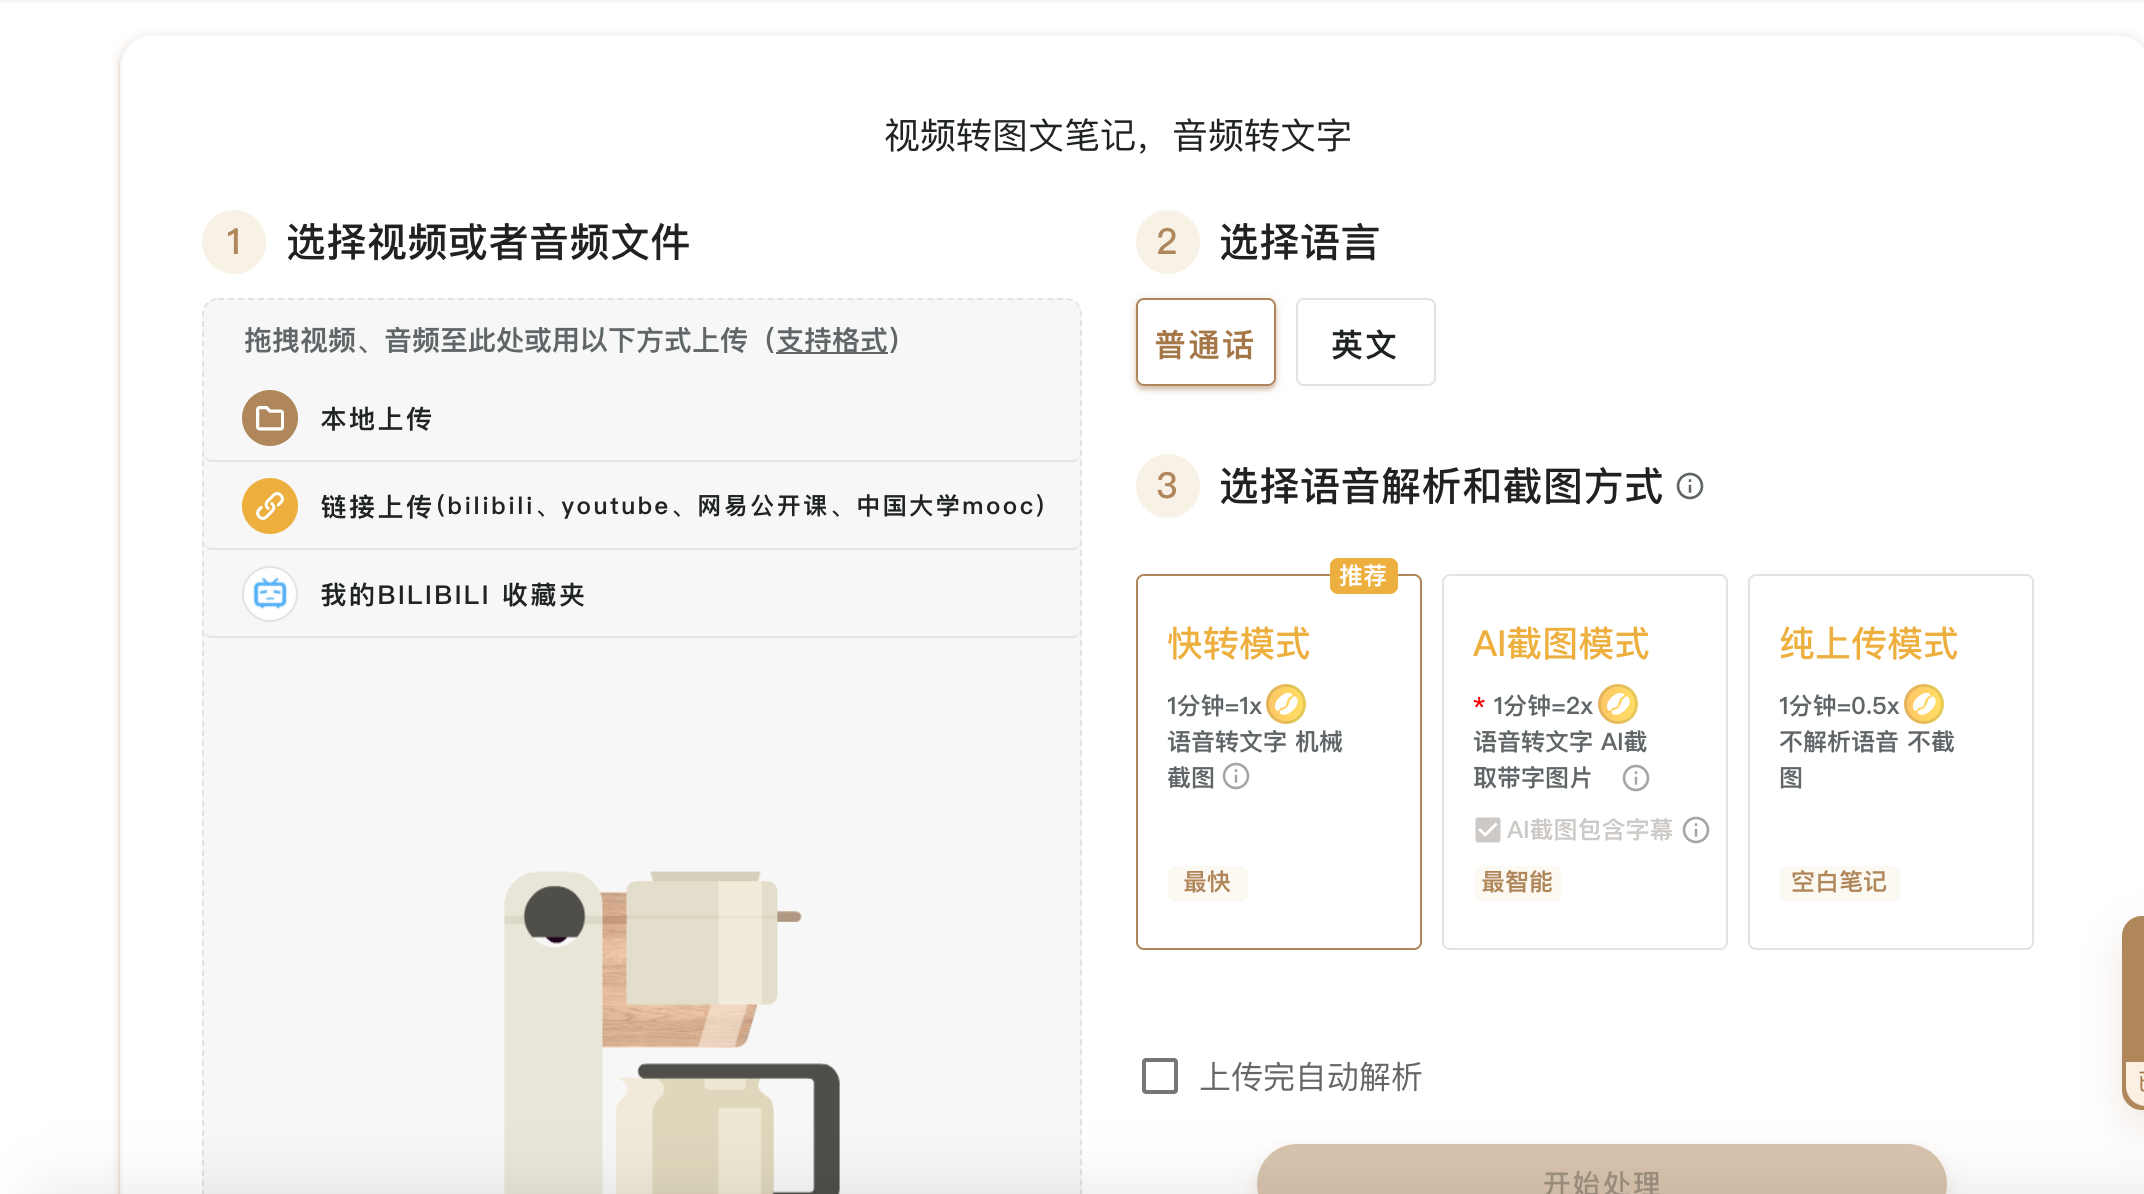 视频转图文笔记，音频转文字
1 选择视频或者音频文件
拖拽视频、音频至此处或用以下方式上传（支持格式）
本地上传
链接上传(bilibili、youtube、网易公开课、中国大学mooc)
我的BILIBILI 收藏夹
2 选择语言
普通话
英文
3 选择语音解析和截图方式
推荐
快转模式
1分钟=1x
语音转文字 机械
截图
最快
AI截图模式
* 1分钟=2x
语音转文字 AI截
取带字图片
AI截图包含字幕
最智能
纯上传模式
1分钟=0.5x
不解析语音 不截
图
空白笔记
上传完自动解析
开始处理